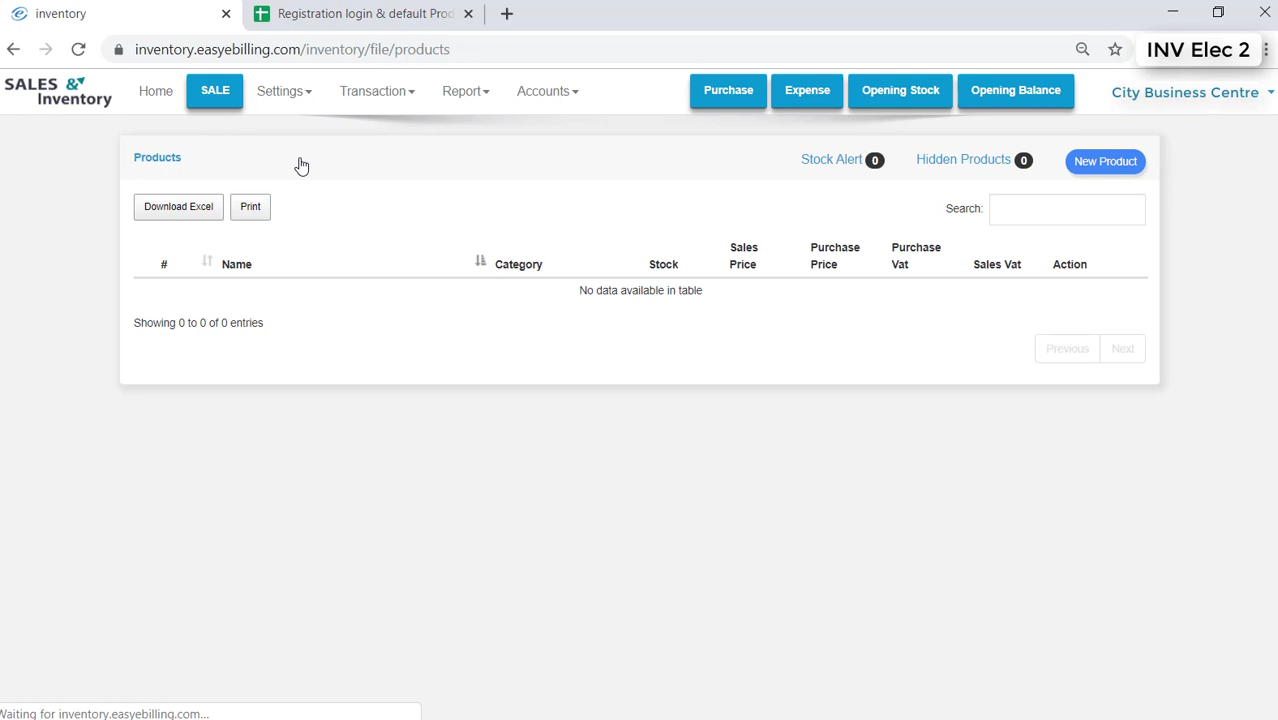 inventory
Registration login & default Prod
inventory.easyebilling.com/inventory/file/products
INV Elec 2
SALES & Inventory
Home
SALE
Settings
Transaction
Report
Accounts
Purchase
Expense
Opening Stock
Opening Balance
City Business Centre
Products
Stock Alert 0
Hidden Products 0
New Product
Download Excel
Print
Search:
# Name Category Stock Sales Price Purchase Price Purchase Vat Sales Vat Action
No data available in table
Showing 0 to 0 of 0 entries
Previous
Next
Waiting for inventory.easyebilling.com...